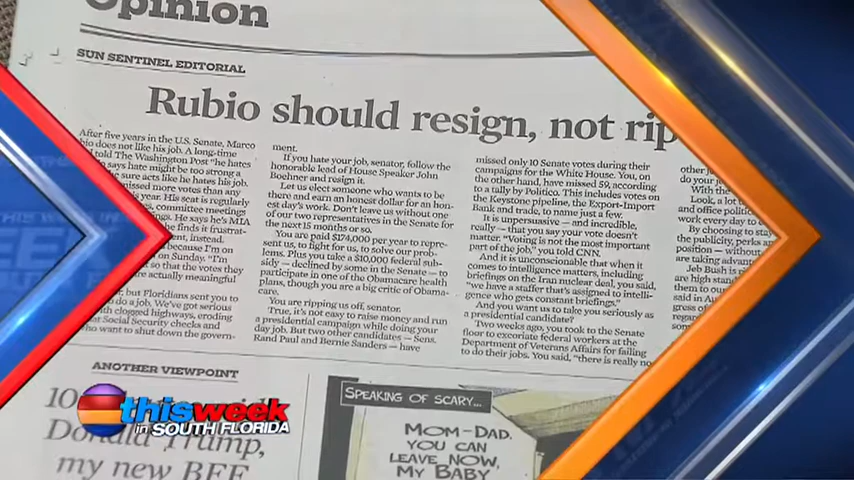 Opinion
SUN SENTINEL EDITORIAL
Rubio should resign, not rip
After five years in the U.S. Senate, Marco
does not like his job. A long-time
told The Washington Post "he hates
says hate might be too strong a
sure acts like he hates his job.
missed more votes than any
year. His seat is regularly
committee meetings
He says he's MIA
he finds it frustrat-
ent, instead.
because I'm on
on Sunday. "I'm
so that the votes they
actually meaningful
but Floridians sent you to
do a job. We've got serious
with clogged highways, eroding
Social Security checks and
who want to shut down the govern-
ment.
If you hate your job, senator, follow the
honorable lead of House Speaker John
Boehner and resign it.
Let us elect someone who wants to be
there and earn an honest dollar for an hon-
est day's work. Don't leave us without one
of our two representatives in the Senate for
the next 15 months or so.
You are paid $174,000 per year to repre-
sent us, to fight for us, to solve our prob-
lems. Plus you take a $10,000 federal sub-
sidy — declined by some in the Senate — to
participate in one of the Obamacare health
plans, though you are a big critic of Obama-
care.
You are ripping us off, senator.
True, it's not easy to raise money and run
a presidential campaign while doing your
day job. But two other candidates — Sens.
Rand Paul and Bernie Sanders — have
missed only 10 Senate votes during their
campaigns for the White House. You, on
the other hand, have missed 59, according
to a tally by Politico. This includes votes on
the Keystone pipeline, the Export-Import
Bank and trade, to name just a few.
It is unpersuasive — and incredible,
really — that you say your vote doesn't
matter. "Voting is not the most important
part of the job," you told CNN.
And it is unconscionable that when it
comes to intelligence matters, including
briefings on the Iran nuclear deal, you said,
"we have a staffer that's assigned to intelli-
gence who gets constant briefings."
And you want us to take you seriously as
a presidential candidate?
Two weeks ago, you took to the Senate
floor to excoriate federal workers at the
Department of Veterans Affairs for failing
to do their jobs. You said, "there is really no
other
do your
With the
Look, a lot
and office polit
work every day to
By choosing to stay
the publicity, perks a
position — without
are taking advan
Jeb Bush is
are high stan
them to
said in A
gress
ANOTHER VIEWPOINT
10
Donald Trump,
my new BFF
SPEAKING OF SCARY...
MOM-DAD,
YOU CAN
LEAVE NOW,
MY BABY
thisweek
in SOUTH FLORIDA